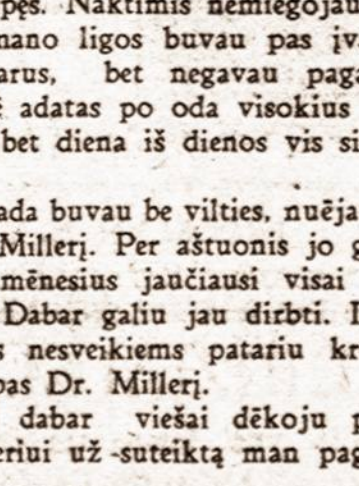 pęs. Naktimis nemiegojau
mano ligos buvau pas įv
arus, bet negavau paga
adatas po oda visokius
bet diena iš dienos vis si
ada buvau be vilties, nuėja
Millerį. Per aštuonis jo g
mėnesius jaučiausi visai
Dabar galiu jau dirbti. I
s nesveikiems patariu kr
pas Dr. Millerį.
dabar viešai dėkoju p
eriui už -suteiktą man pag